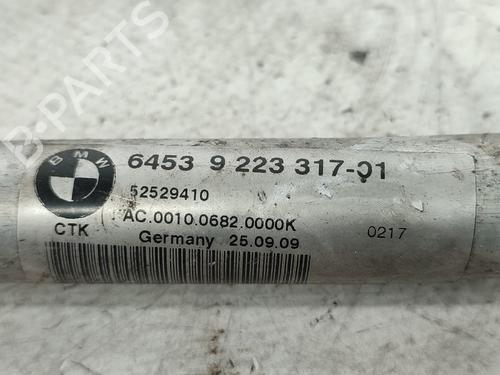 BMW
6453 9 223 317-01
52529410
AC.0010.0682.0000K
CTK
Germany 25.09.09
0217
B-PARTS